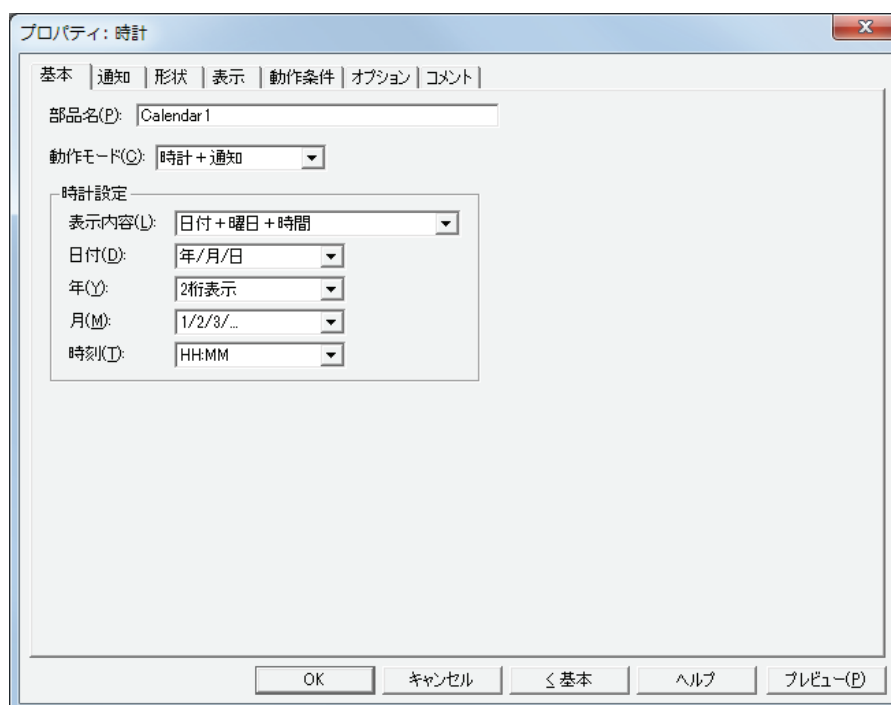 プロパティ: 時計
基本 通知 形状 表示 動作条件 オプション コメント
部品名(P): Calendar1
動作モード(C): 時計+通知
時計設定
表示内容(L): 日付+曜日+時間
日付(D): 年/月/日
年(Y): 2桁表示
月(M): 1/2/3/...
時刻(T): HH:MM
OK キャンセル < 基本 ヘルプ プレビュー(P)